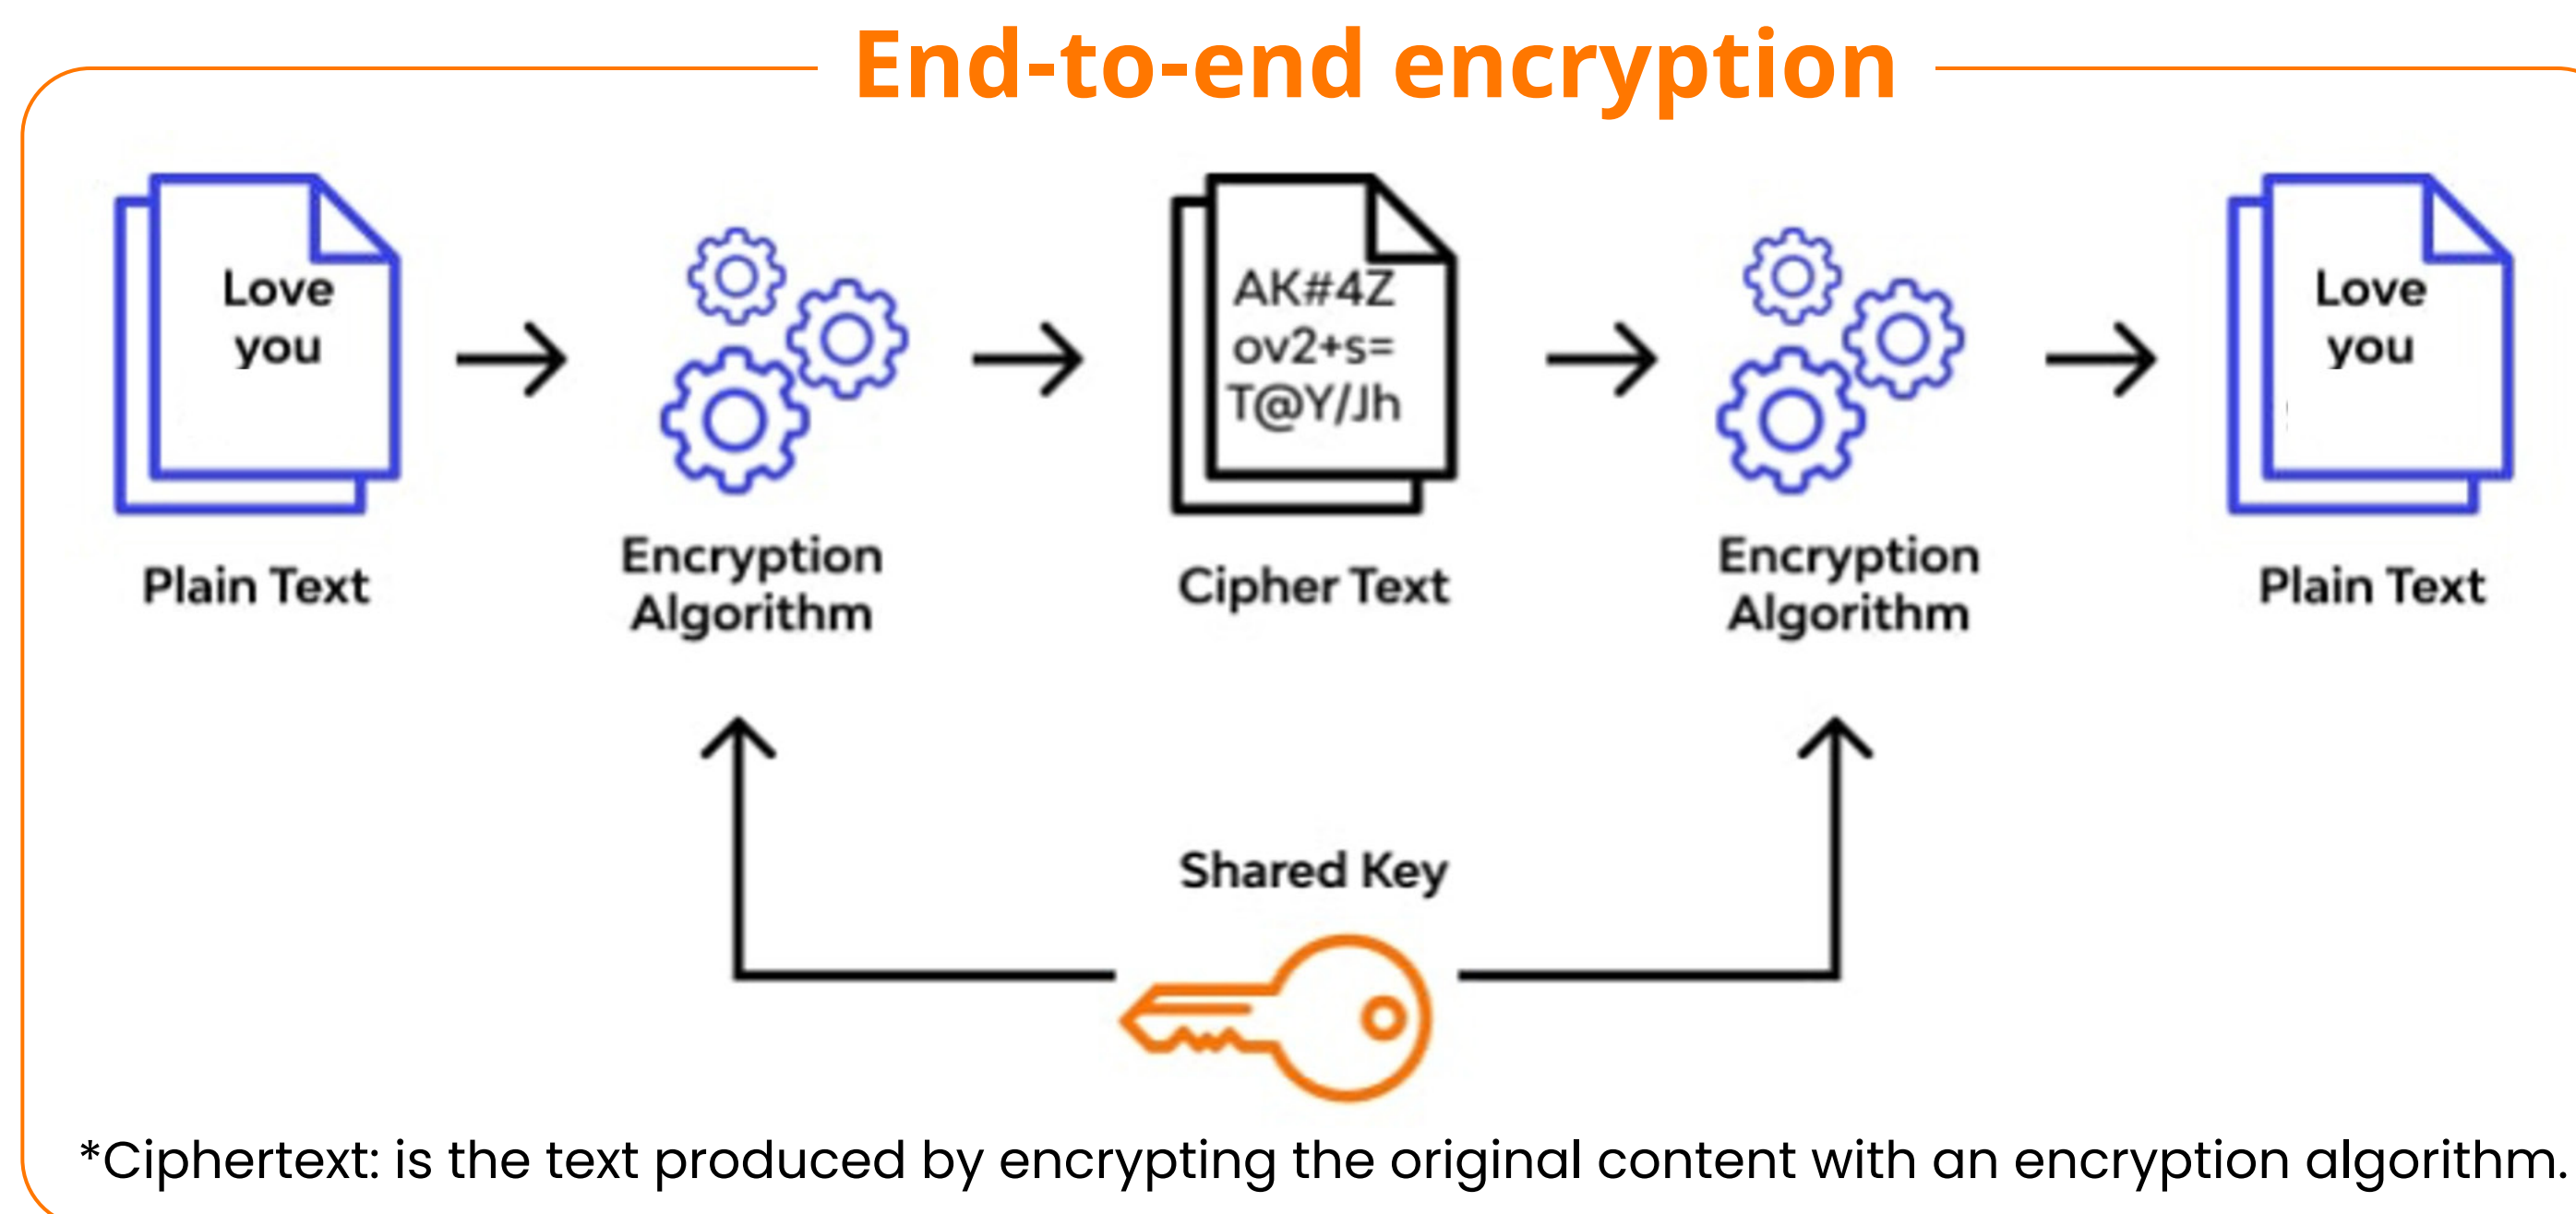 End-to-end encryption
Love
you
AK#4Z
ov2+s=
T@Y/Jh
Love
you
Plain Text
Encryption
Algorithm
Cipher Text
Encryption
Algorithm
Plain Text
Shared Key
*Ciphertext: is the text produced by encrypting the original content with an encryption algorithm.